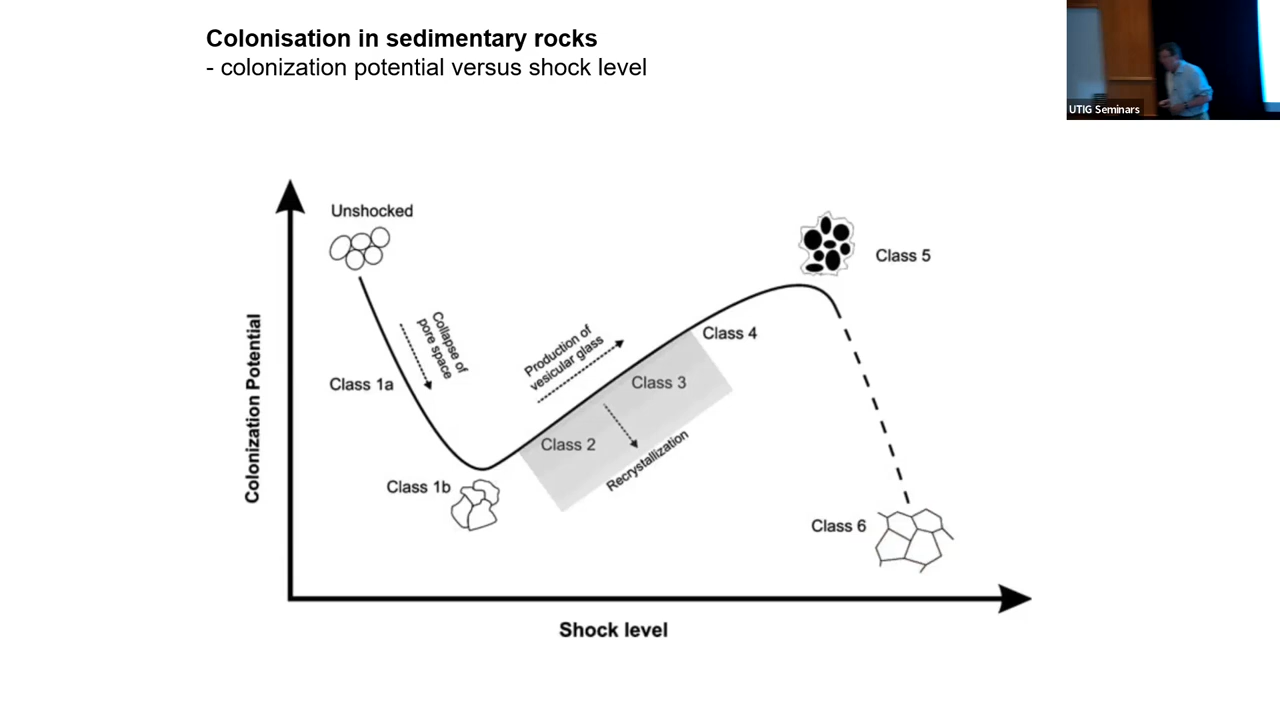 Colonisation in sedimentary rocks
- colonization potential versus shock level
UTIG Seminars
Unshocked
Collapse of
pore space
Production of
vesicular glass
Class 5
Class 4
Class 3
Class 1a
Class 2
Recrystallization
Class 1b
Class 6
Colonization Potential
Shock level